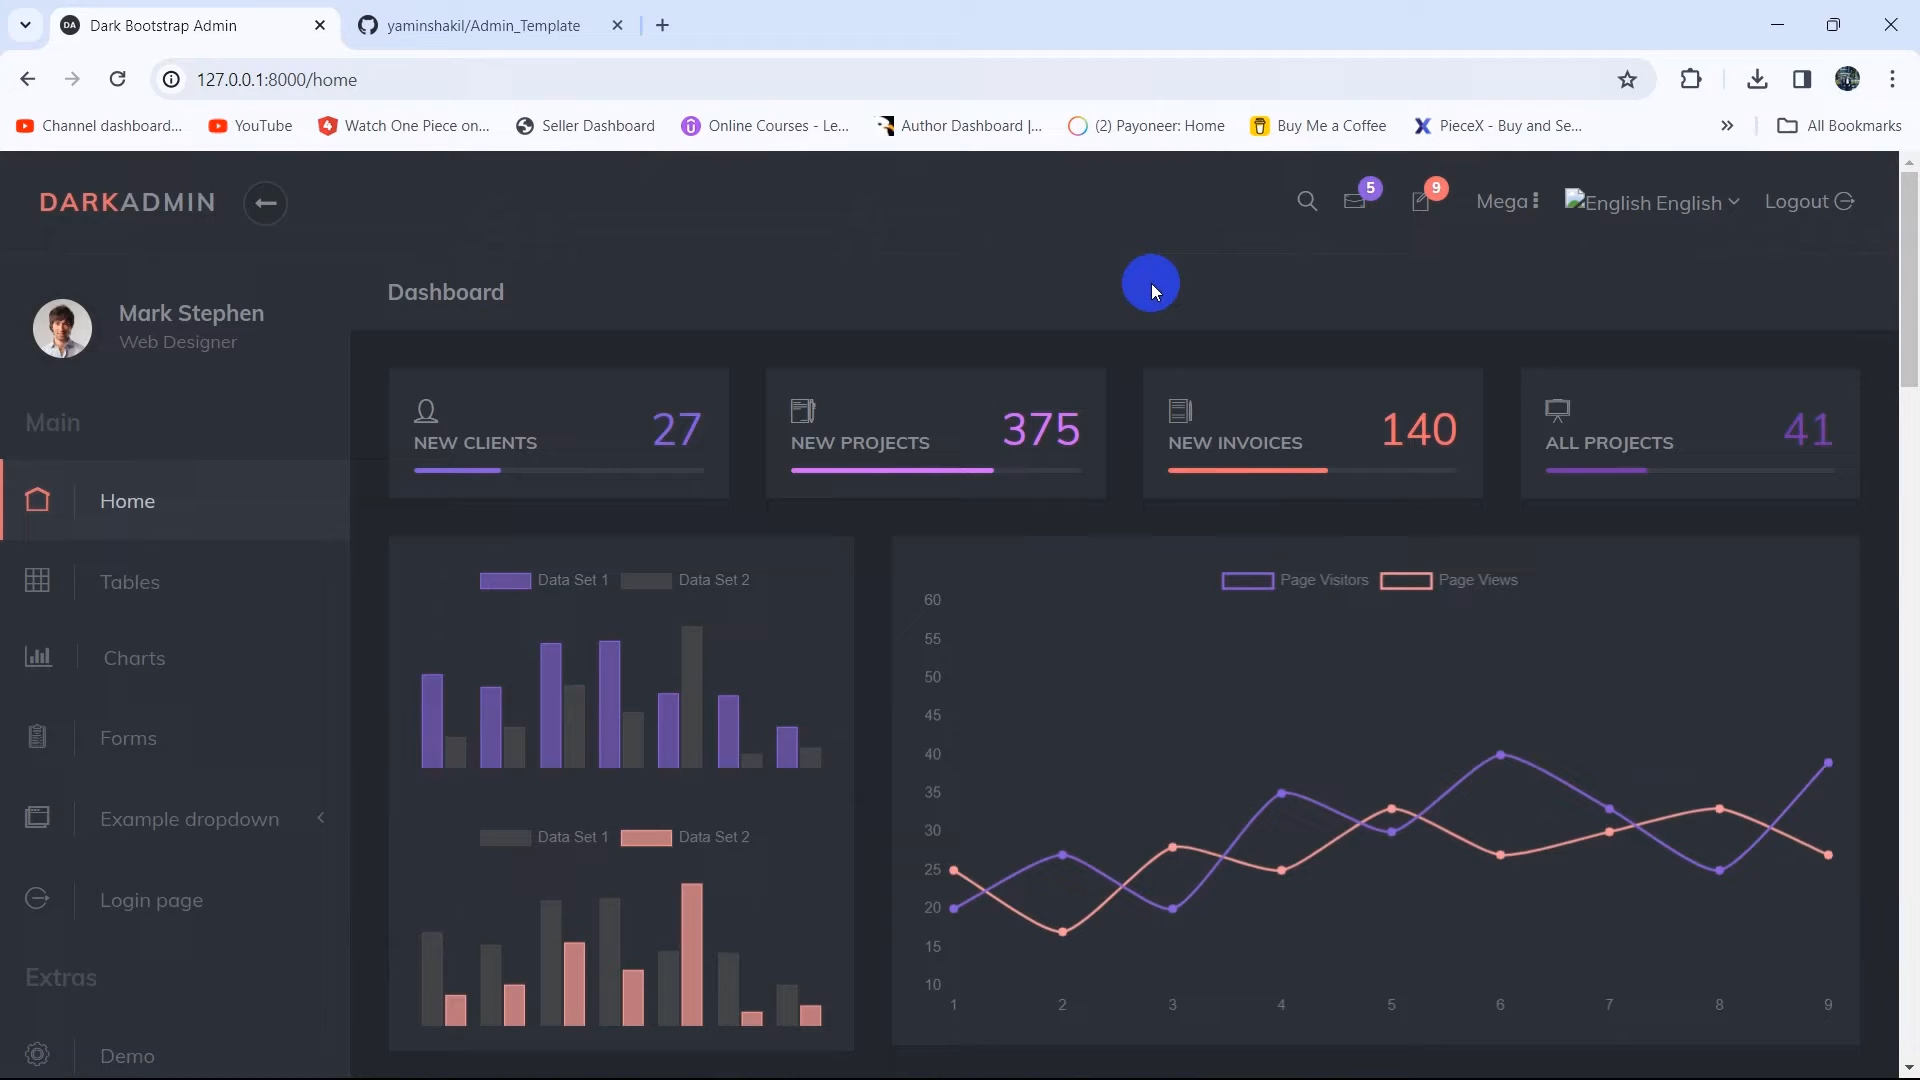 DA Dark Bootstrap Admin
yaminshakil/Admin_Template
127.0.0.1:8000/home
Channel dashboard...
YouTube
Watch One Piece on...
Seller Dashboard
Online Courses - Le...
Author Dashboard |...
(2) Payoneer: Home
Buy Me a Coffee
PieceX - Buy and Se...
All Bookmarks
DARKADMIN
5
9
Mega
English English
Logout
Mark Stephen
Web Designer
Main
Home
Tables
Charts
Forms
Example dropdown
Login page
Extras
Demo
Dashboard
NEW CLIENTS 27
NEW PROJECTS 375
NEW INVOICES 140
ALL PROJECTS 41
Data Set 1 Data Set 2
Data Set 1 Data Set 2
Page Visitors Page Views
60
55
50
45
40
35
30
25
20
15
10
1 2 3 4 5 6 7 8 9